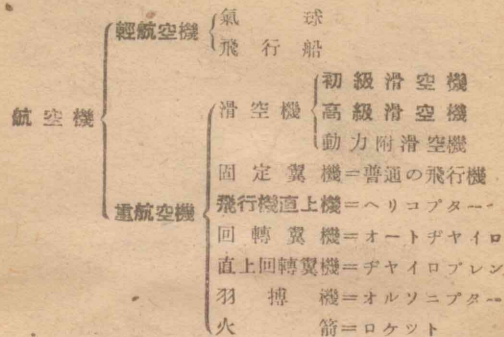 輕航空機
氣球
飛行船
初級滑空機
滑空機
高級滑空機
航空機
動力附滑空機
固定翼機=普通の飛行機
重航空機
飛行機直上機=ヘリコプター
回轉翼機=オートヂヤイロ
直上回轉翼機=ヂヤイロプレン
羽搏機=オルソニプター
火箭=ロケット